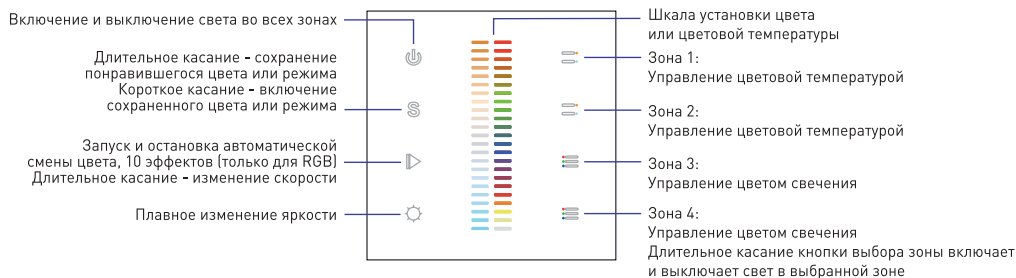 Включение и выключение света во всех зонах
Длительное касание - сохранение
понравившегося цвета или режима
Короткое касание - включение
сохраненного цвета или режима
Запуск и остановка автоматической
смены цвета, 10 эффектов (только для RGB)
Длительное касание - изменение скорости
Плавное изменение яркости
S
Шкала установки цвета
или цветовой температуры
Зона 1:
Управление цветовой температурой
Зона 2:
Управление цветовой температурой
Зона 3:
Управление цветом свечения
Зона 4:
Управление цветом свечения
Длительное касание кнопки выбора зоны включает
и выключает свет в выбранной зоне